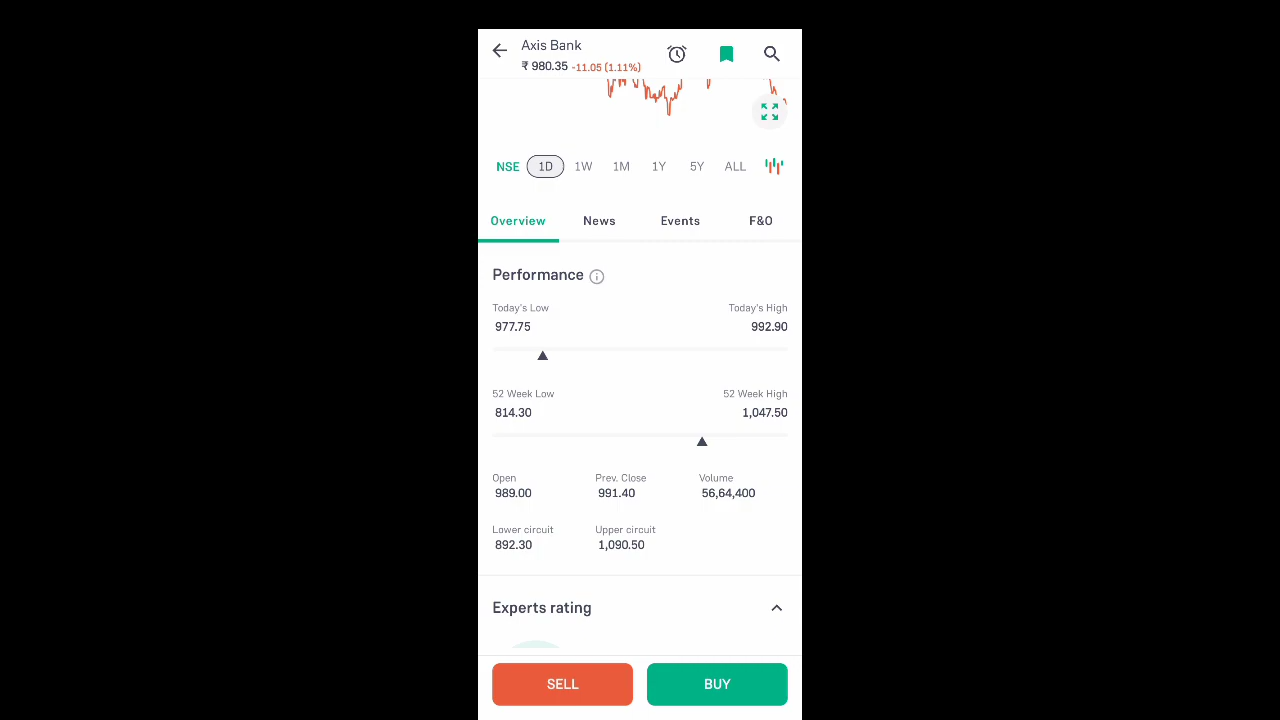 Axis Bank
₹ 980.35 -11.05 (1.11%)
NSE 1D 1W 1M 1Y 5Y ALL
Overview News Events F&O
Performance
Today's Low Today's High
977.75 992.90
52 Week Low 52 Week High
814.30 1,047.50
Open Prev. Close Volume
989.00 991.40 56,64,400
Lower circuit Upper circuit
892.30 1,090.50
Experts rating
SELL BUY